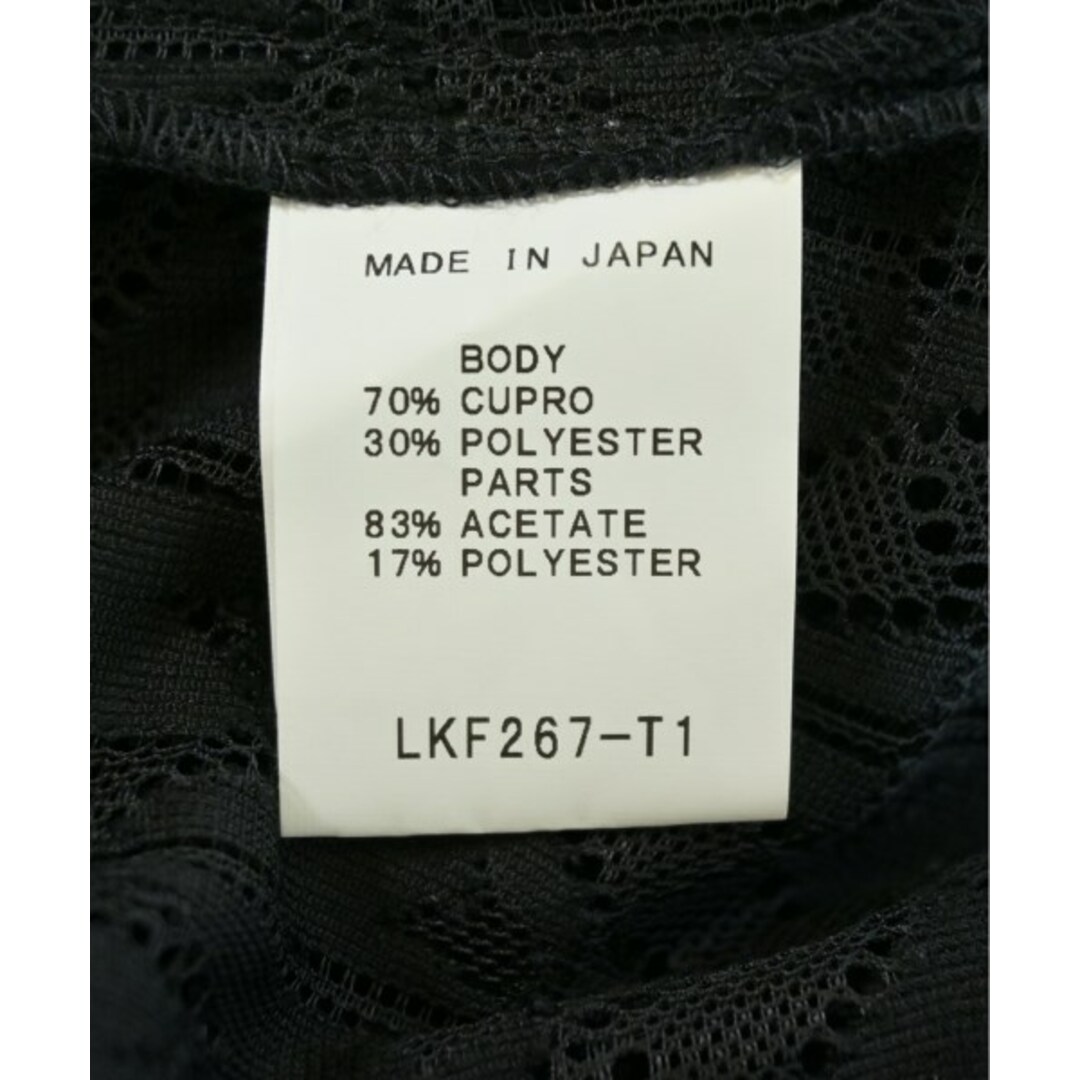 MADE IN JAPAN
BODY
70% CUPRO
30% POLYESTER
PARTS
83% ACETATE
17% POLYESTER
LKF267-T1